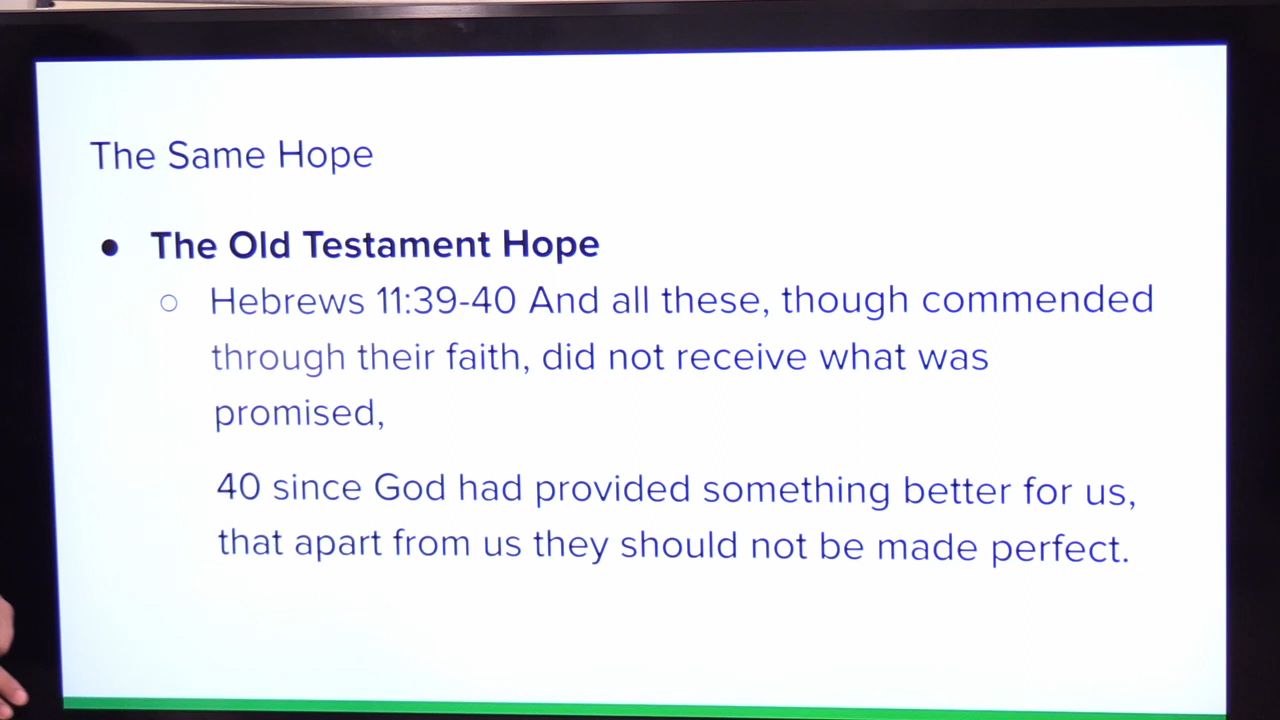 The Same Hope
● The Old Testament Hope
○ Hebrews 11:39-40 And all these, though commended
through their faith, did not receive what was
promised,
40 since God had provided something better for us,
that apart from us they should not be made perfect.